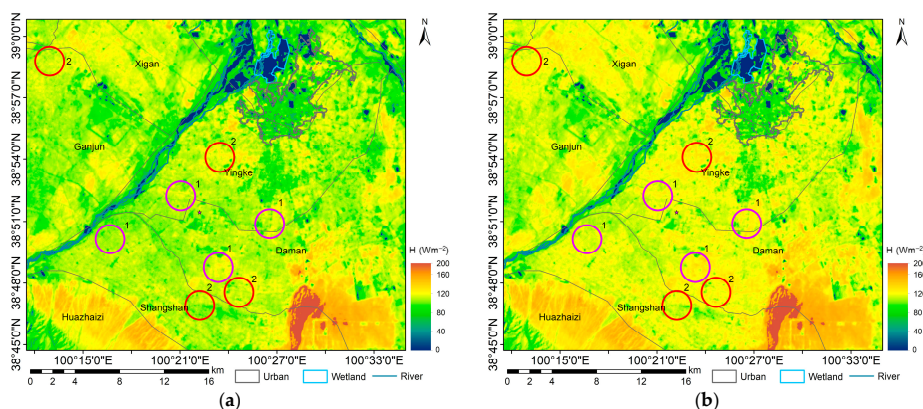 N
39°0'0"N
38°57'0"N
38°54'0"N
38°51'0"N
38°48'0"N
38°45'0"N
2
Xigan
Ganjun
2
Yingke
1
1
1
Daman
1
2
2
Shangshan
Huazhaizi
H (Wm⁻²)
200
160
120
80
40
0
100°15'0"E
100°21'0"E
100°27'0"E
100°33'0"E
km
0 2 4 8 12 16
Urban
Wetland
River
(a)
N
39°0'0"N
38°57'0"N
38°54'0"N
38°51'0"N
38°48'0"N
38°45'0"N
2
Xigan
Ganjun
2
Yingke
1
1
1
Daman
1
2
2
Shangshan
Huazhaizi
H (Wm⁻²)
200
160
120
80
40
0
100°15'0"E
100°21'0"E
100°27'0"E
100°33'0"E
km
0 2 4 8 12 16
Urban
Wetland
River
(b)